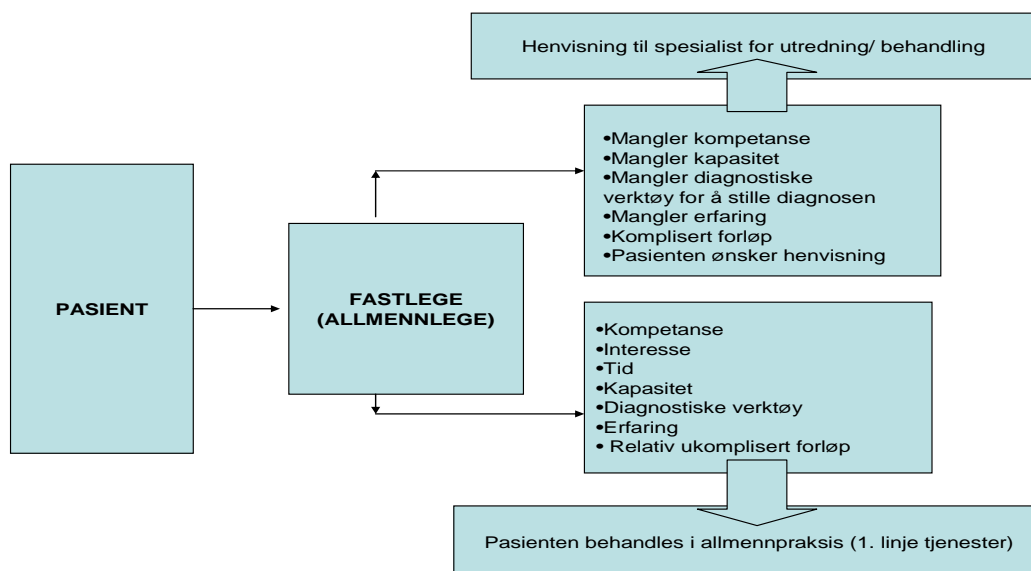 Henvisning til spesialist for utredning/ behandling
•Mangler kompetanse
•Mangler kapasitet
•Mangler diagnostiske
verktøy for å stille diagnosen
•Mangler erfaring
•Komplisert forløp
•Pasienten ønsker henvisning
PASIENT
FASTLEGE
(ALLMENNLEGE)
•Kompetanse
•Interesse
•Tid
•Kapasitet
•Diagnostiske verktøy
•Erfaring
• Relativ ukomplisert forløp
Pasienten behandles i allmennpraksis (1. linje tjenester)